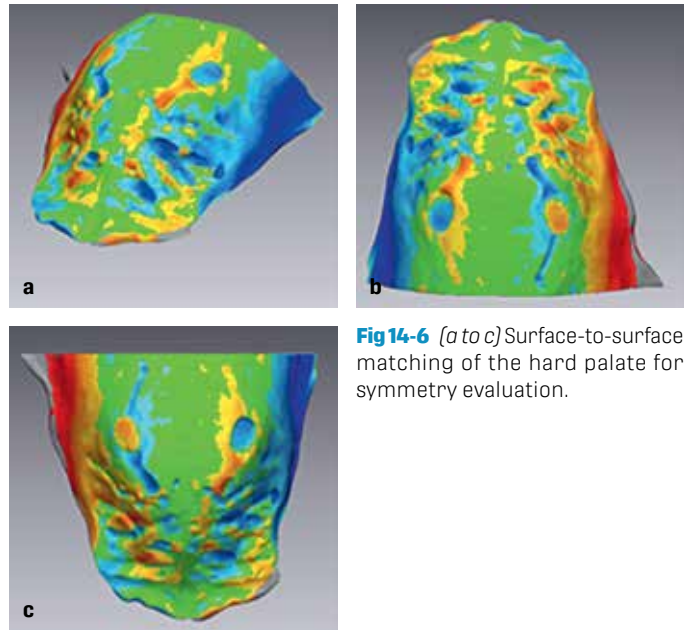 a
b
Fig 14-6 (a to c) Surface-to-surface
matching of the hard palate for
symmetry evaluation.
c